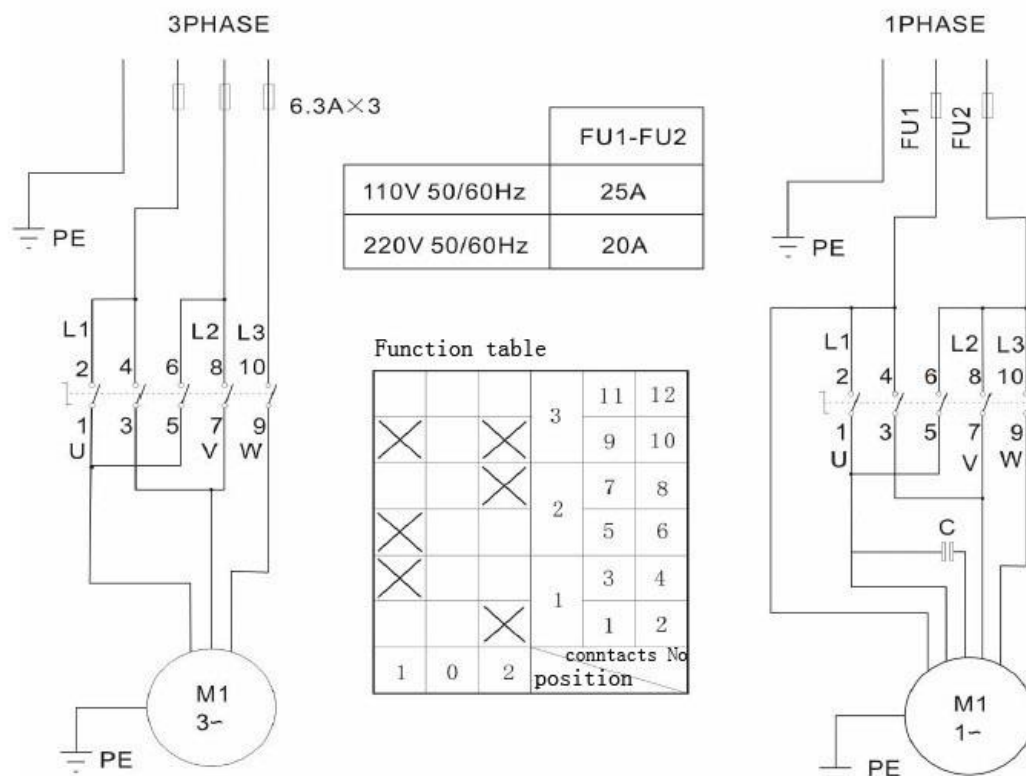 3PHASE
6.3A×3
PE
L1 L2 L3
2 4 6 8 10
1 3 5 7 9
U V W
M1
3~
PE
FU1-FU2
110V 50/60Hz 25A
220V 50/60Hz 20A
Function table
3 11 12
9 10
2 7 8
5 6
1 3 4
1 2
conntacts No
1 0 2 position
1PHASE
FU1 FU2
PE
L1 L2 L3
2 4 6 8 10
1 3 5 7 9
U V W
C
M1
1~
PE